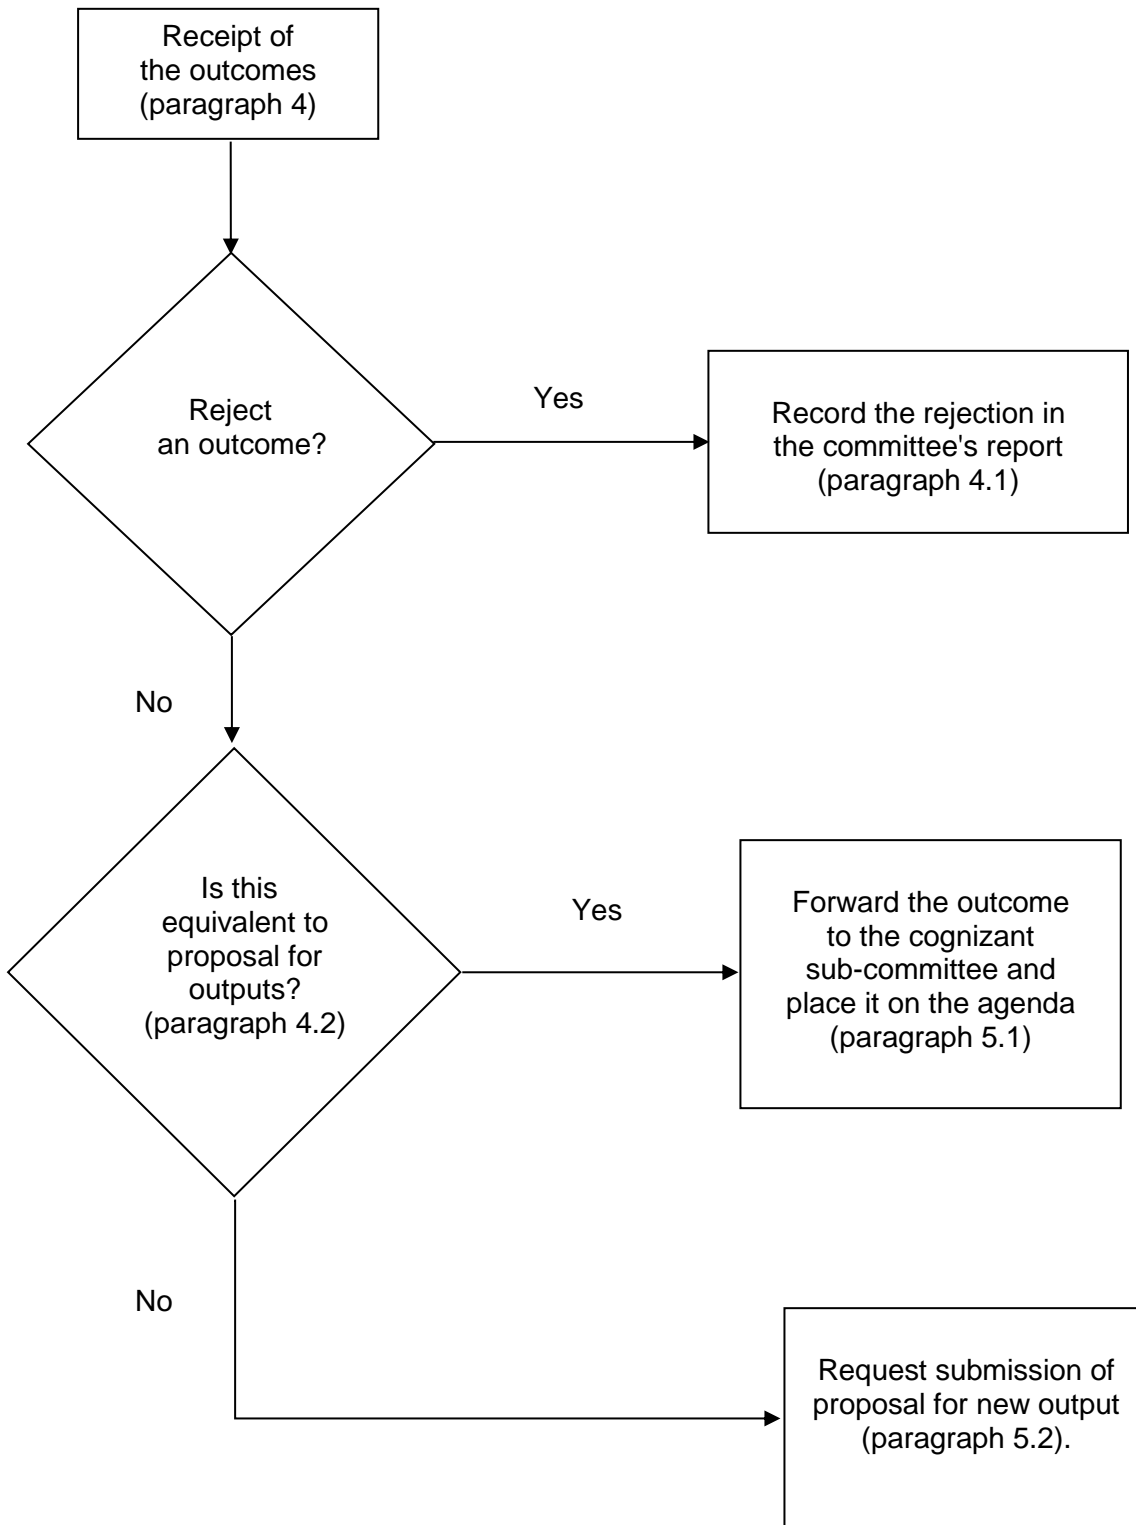 Receipt of
the outcomes
(paragraph 4)
Reject
an outcome?
Yes
Record the rejection in
the committee's report
(paragraph 4.1)
No
Is this
equivalent to
proposal for
outputs?
(paragraph 4.2)
Yes
Forward the outcome
to the cognizant
sub-committee and
place it on the agenda
(paragraph 5.1)
No
Request submission of
proposal for new output
(paragraph 5.2).